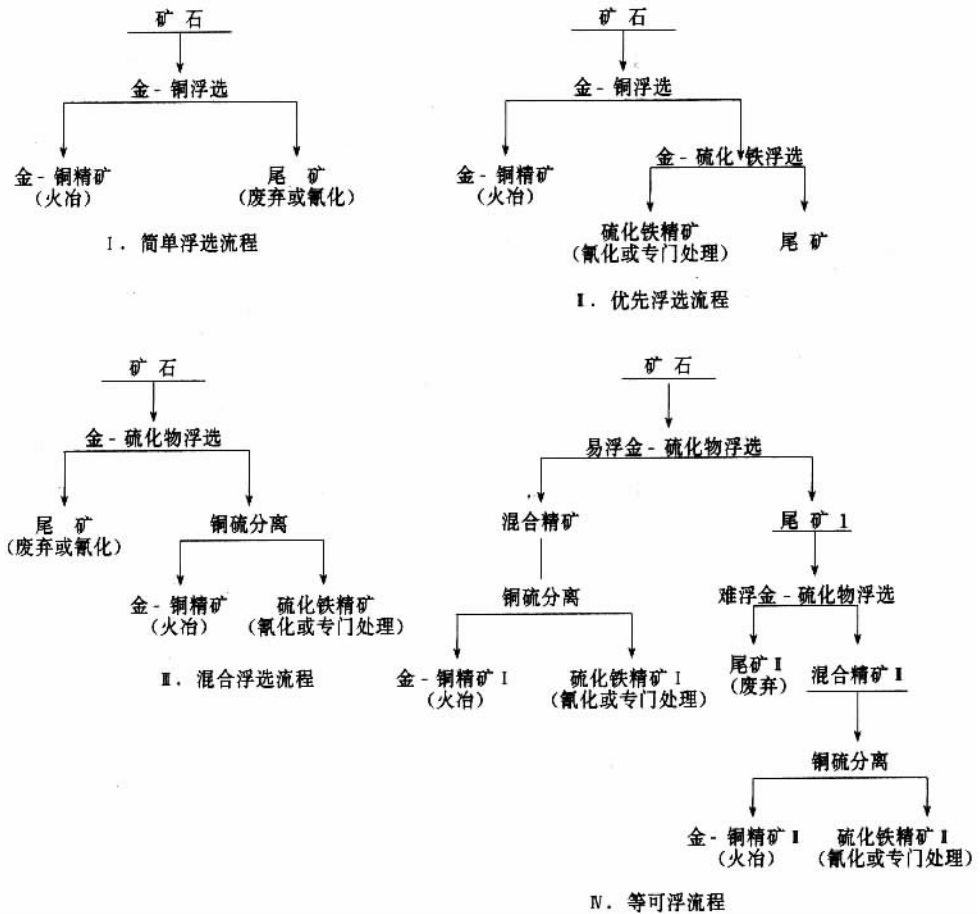 矿 石
金-铜浮选
金-铜精矿
(火冶)
尾 矿
(废弃或氰化)
Ⅰ. 简单浮选流程
矿 石
金-铜浮选
金-铜精矿
(火冶)
金-硫化铁浮选
硫化铁精矿
(氰化或专门处理)
尾 矿
Ⅱ. 优先浮选流程
矿 石
金-硫化物浮选
尾 矿
(废弃或氰化)
铜硫分离
金-铜精矿
(火冶)
硫化铁精矿
(氰化或专门处理)
Ⅲ. 混合浮选流程
矿 石
易浮金-硫化物浮选
混合精矿
铜硫分离
金-铜精矿Ⅰ
(火冶)
硫化铁精矿Ⅰ
(氰化或专门处理)
尾 矿 Ⅰ
难浮金-硫化物浮选
尾矿Ⅱ
(废弃)
混合精矿Ⅱ
铜硫分离
金-铜精矿Ⅱ
(火冶)
硫化铁精矿Ⅱ
(氰化或专门处理)
Ⅳ. 等可浮流程